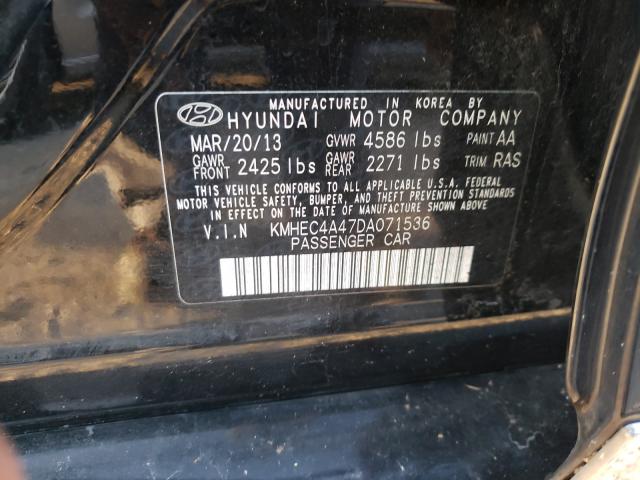 MANUFACTURED IN KOREA BY
HYUNDAI MOTOR COMPANY
MAR/20/13 GVWR 4586 lbs PAINT AA
GAWR FRONT 2425 lbs GAWR REAR 2271 lbs TRIM RAS
THIS VEHICLE CONFORMS TO ALL APPLICABLE U.S.A. FEDERAL
MOTOR VEHICLE SAFETY, BUMPER, AND THEFT PREVENTION STANDARDS
IN EFFECT ON THE DATE OF MANUFACTURE SHOWN ABOVE
V.I.N KMHEC4A47DA071536
PASSENGER CAR